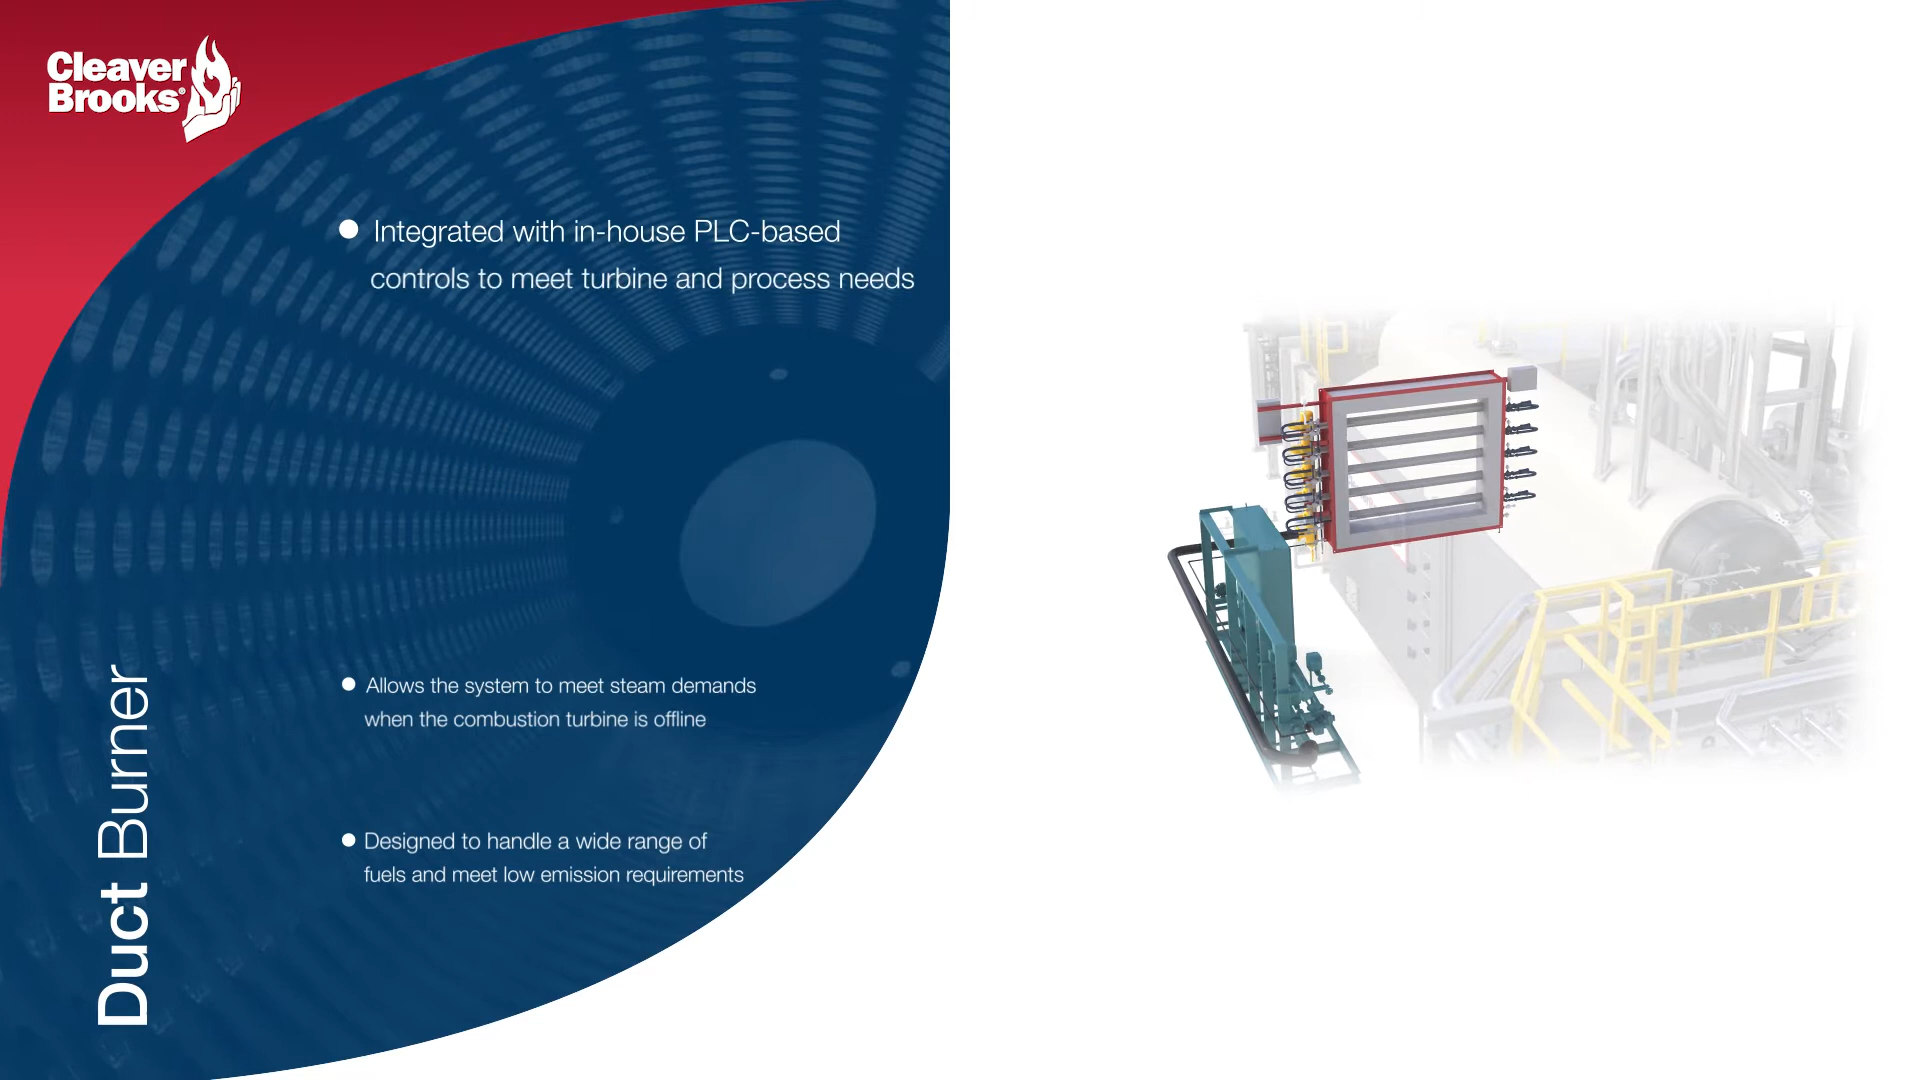 Cleaver
Brooks®
Integrated with in-house PLC-based
controls to meet turbine and process needs
Allows the system to meet steam demands
when the combustion turbine is offline
Designed to handle a wide range of
fuels and meet low emission requirements
Duct Burner